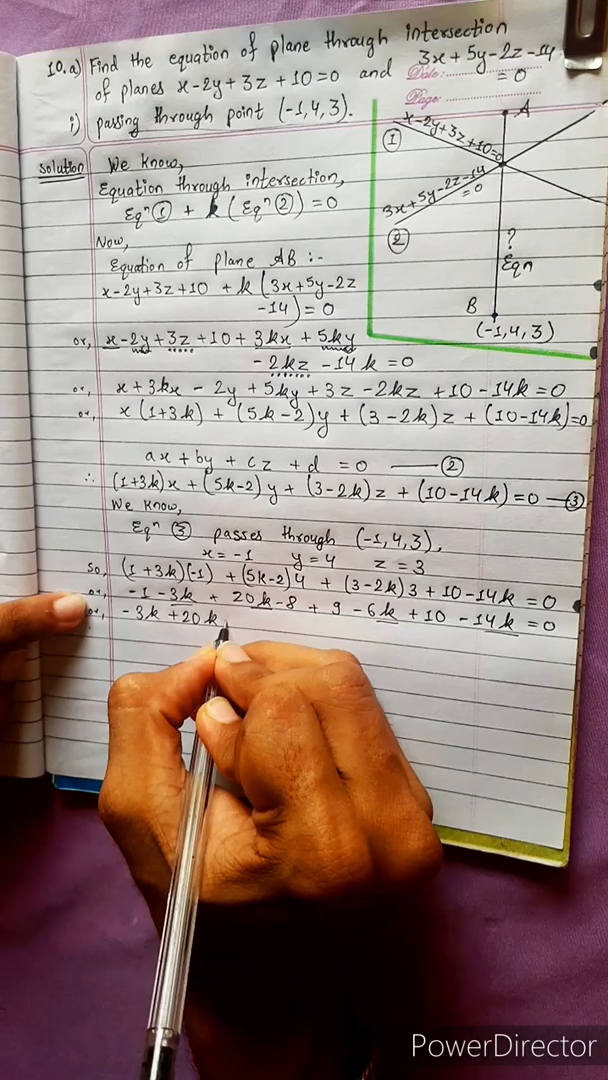 10.a) Find the equation of plane through intersection
of planes x-2y+3z+10=0 and 3x+5y-2z-14
=0
Date:
Page:
i) passing through point (-1,4,3).
Solution We know,
Equation through intersection,
Eqⁿ① + k (Eqⁿ②) = 0
Now,
Equation of plane AB :-
x-2y+3z+10 + k(3x+5y-2z
-14)=0
or, x-2y+3z+10+3kx+5ky
-2kz -14k=0
or, x+3kx - 2y+5ky+3z-2kz +10-14k=0
or, x(1+3k) + (5k-2)y+(3-2k)z + (10-14k)=0
ax+by+cz+d =0 ——②
∴ (1+3k)x + (5k-2)y+(3-2k)z+(10-14k)=0 —③
We know,
Eqⁿ ③ passes through (-1,4,3),
x=-1 y=4 z=3
So, (1+3k)(-1) +(5k-2)4 + (3-2k)3+10-14k=0
or, -1-3k + 20k-8 + 9-6k+10-14k=0
or, -3k+20k
A
x-2y+3z+10=0
①
3x+5y-2z-14
=0
②
?
Eqn
B
(-1,4,3)
PowerDirector